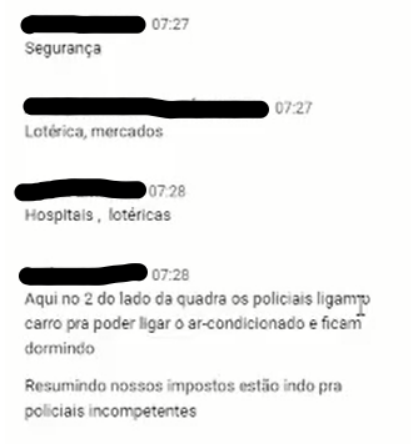 07:27
Segurança
07:27
Lotérica, mercados
07:28
Hospitais , lotéricas
07:28
Aqui no 2 do lado da quadra os policiais ligam o
carro pra poder ligar o ar-condicionado e ficam
dormindo
Resumindo nossos impostos estão indo pra
policiais incompetentes